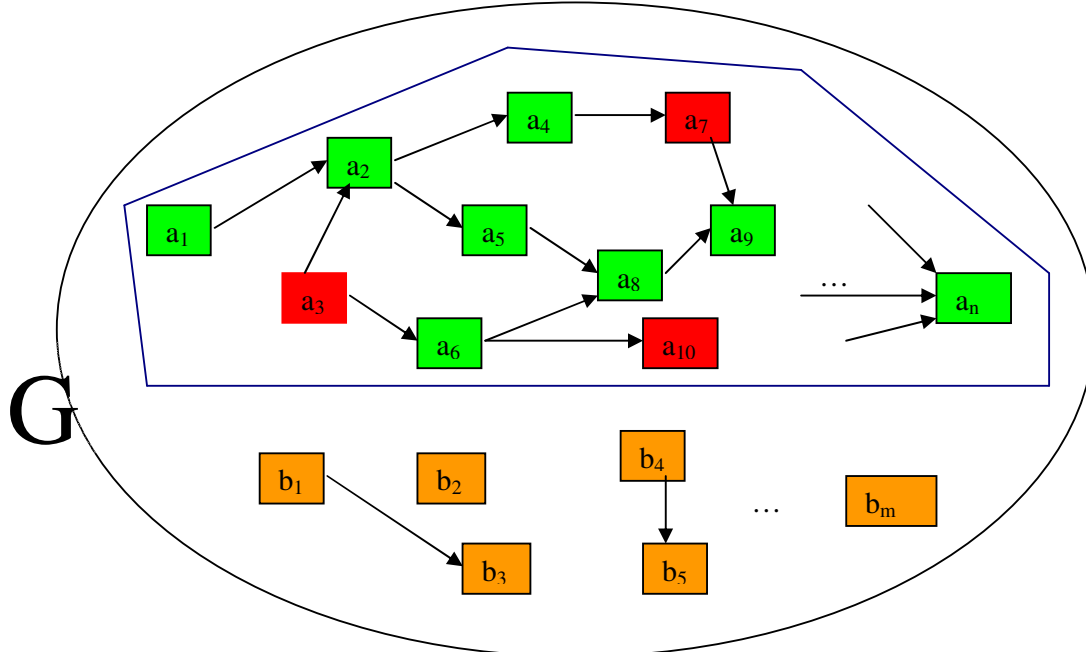 a₄
a₇
a₂
a₁
a₅
a₉
a₈
a₃
…
aₙ
a₆
a₁₀
G
b₁
b₂
b₄
…
bₘ
b₃
b₅